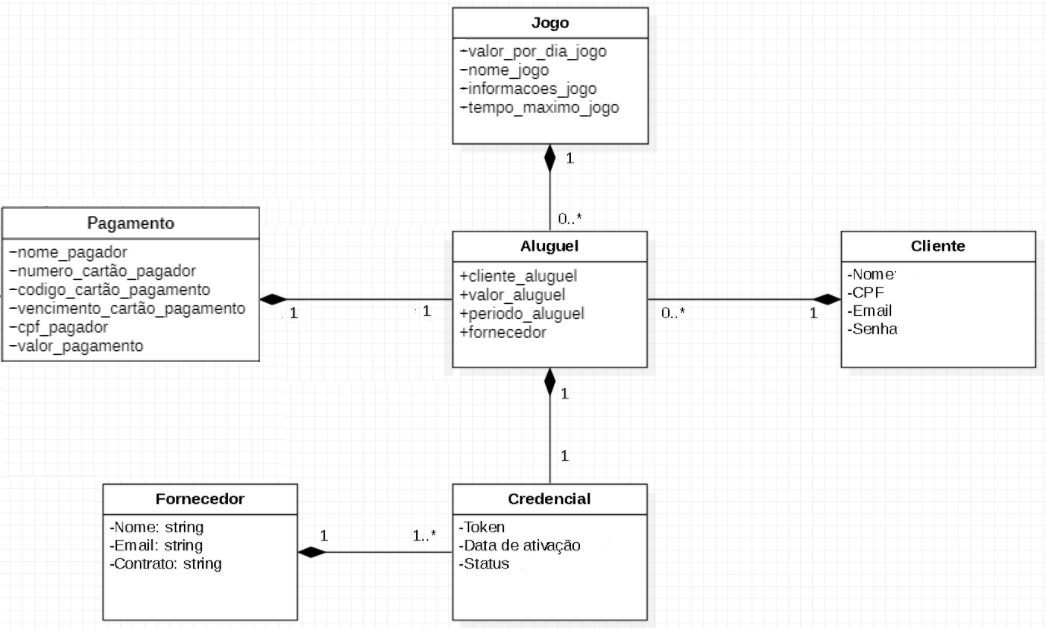 Jogo
-valor_por_dia_jogo
-nome_jogo
-informacoes_jogo
-tempo_maximo_jogo
1
0..*
Pagamento
-nome_pagador
-numero_cartão_pagador
-codigo_cartão_pagamento
-vencimento_cartão_pagamento
-cpf_pagador
-valor_pagamento
1
1
Aluguel
+cliente_aluguel
+valor_aluguel
+periodo_aluguel
+fornecedor
0..*
1
Cliente
-Nome
-CPF
-Email
-Senha
1
1
Fornecedor
-Nome: string
-Email: string
-Contrato: string
1
1..*
Credencial
-Token
-Data de ativação
-Status